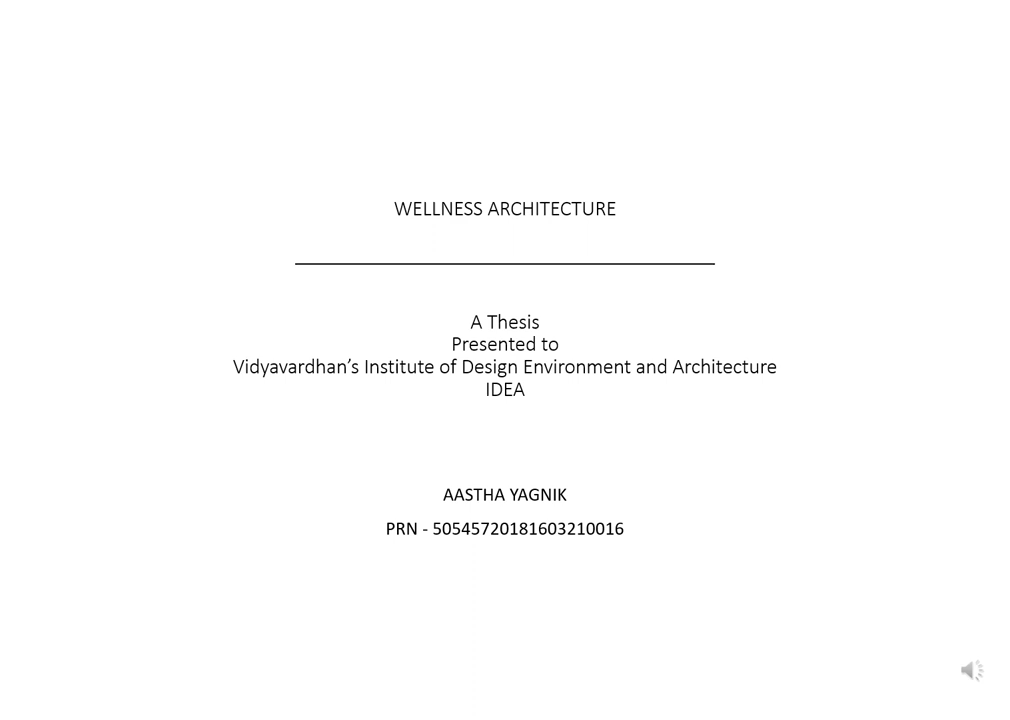 WELLNESS ARCHITECTURE
A Thesis
Presented to
Vidyavardhan’s Institute of Design Environment and Architecture
IDEA
AASTHA YAGNIK
PRN - 50545720181603210016